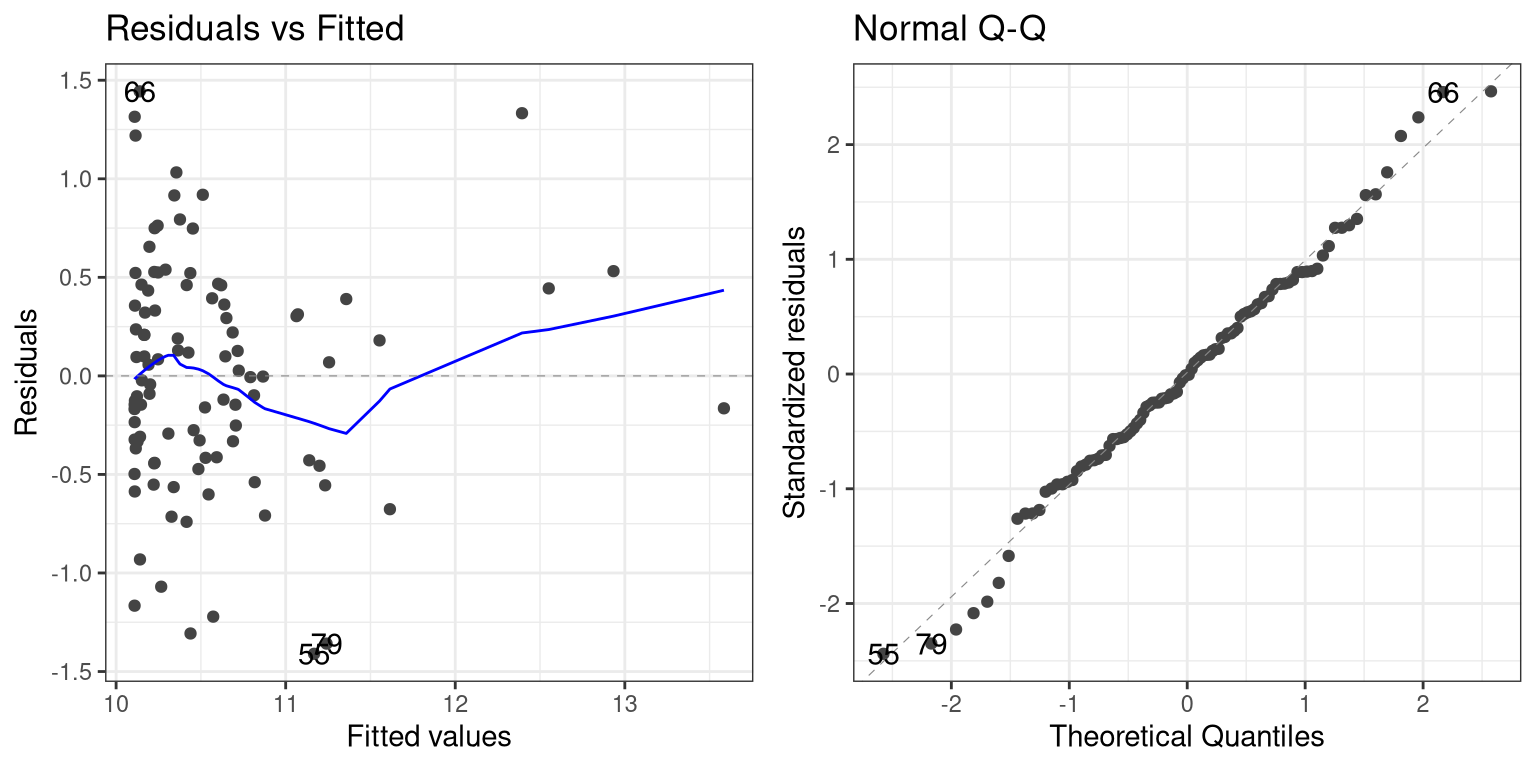 Residuals vs Fitted
Residuals
1.5
1.0
0.5
0.0
-0.5
-1.0
-1.5
66
79
55
10 11 12 13
Fitted values
Normal Q-Q
Standardized residuals
2
1
0
-1
-2
66
55 79
-2 -1 0 1 2
Theoretical Quantiles